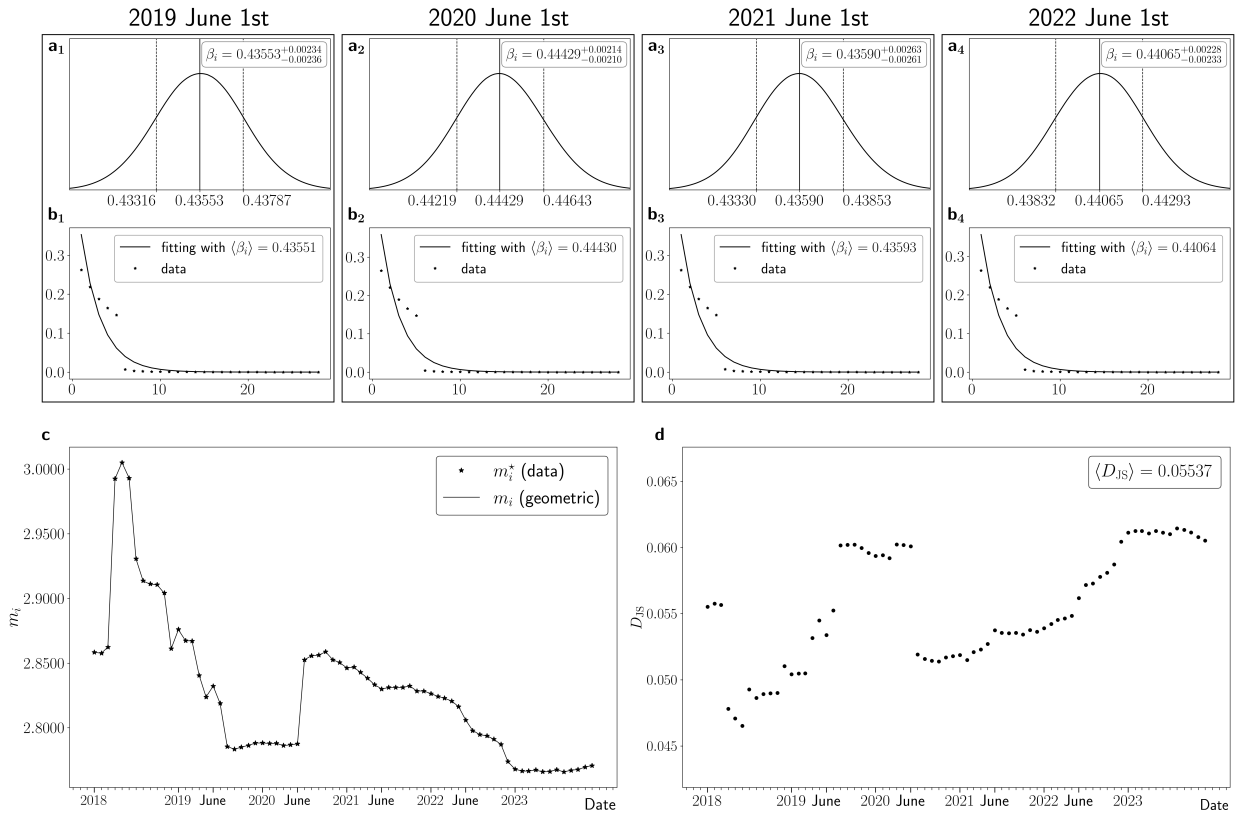 2019 June 1st
2020 June 1st
2021 June 1st
2022 June 1st
a₁
βᵢ = 0.43553 +0.00234 −0.00236
0.43316 0.43553 0.43787
a₂
βᵢ = 0.44429 +0.00214 −0.00210
0.44219 0.44429 0.44643
a₃
βᵢ = 0.43590 +0.00263 −0.00261
0.43330 0.43590 0.43853
a₄
βᵢ = 0.44065 +0.00228 −0.00233
0.43832 0.44065 0.44293
b₁
fitting with ⟨βᵢ⟩ = 0.43551
data
0.3
0.2
0.1
0.0
0 10 20
b₂
fitting with ⟨βᵢ⟩ = 0.44430
data
0.3
0.2
0.1
0.0
0 10 20
b₃
fitting with ⟨βᵢ⟩ = 0.43593
data
0.3
0.2
0.1
0.0
0 10 20
b₄
fitting with ⟨βᵢ⟩ = 0.44064
data
0.3
0.2
0.1
0.0
0 10 20
c
mᵢ⋆ (data)
mᵢ (geometric)
3.0000
2.9500
2.9000
2.8500
2.8000
mᵢ
2018 2019 June 2020 June 2021 June 2022 June 2023
Date
d
⟨D_JS⟩ = 0.05537
0.065
0.060
0.055
0.050
0.045
D_JS
2018 2019 June 2020 June 2021 June 2022 June 2023
Date